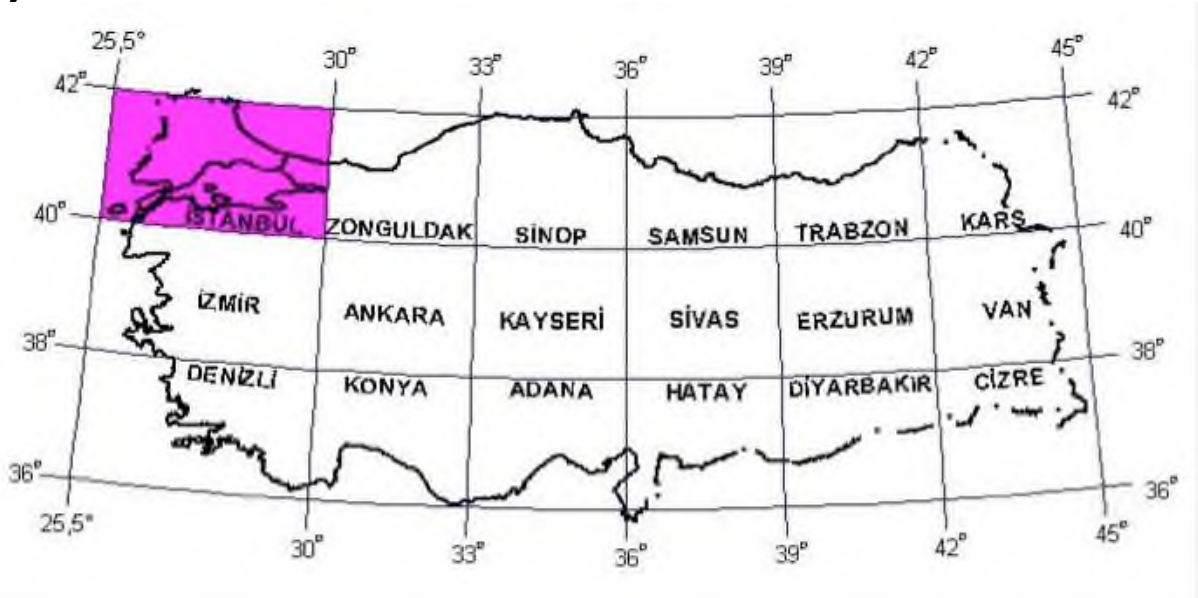 25,5° 30° 33° 36° 39° 42° 45°
42° 42°
40° İSTANBUL ZONGULDAK SİNOP SAMSUN TRABZON KARS 40°
İZMİR ANKARA KAYSERİ SİVAS ERZURUM VAN
38° 38°
DENİZLİ KONYA ADANA HATAY DİYARBAKIR CİZRE
36° 36°
25,5° 30° 33° 36° 39° 42° 45°